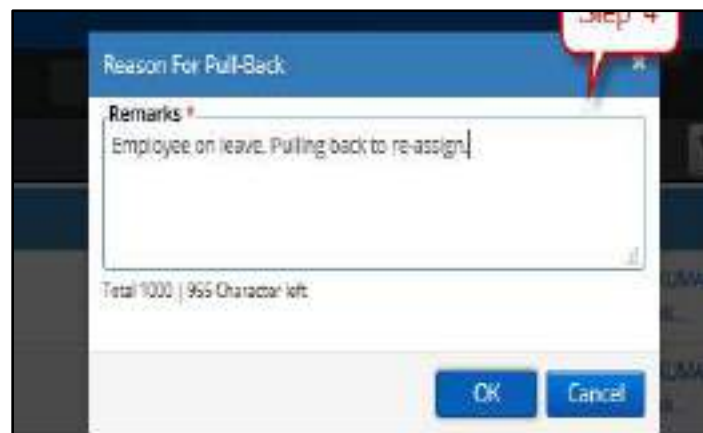 Step 4
Reason For Pull-Back
Remarks *
Employee on leave. Pulling back to re-assign.
Total 1000 | 955 Character left
OK Cancel